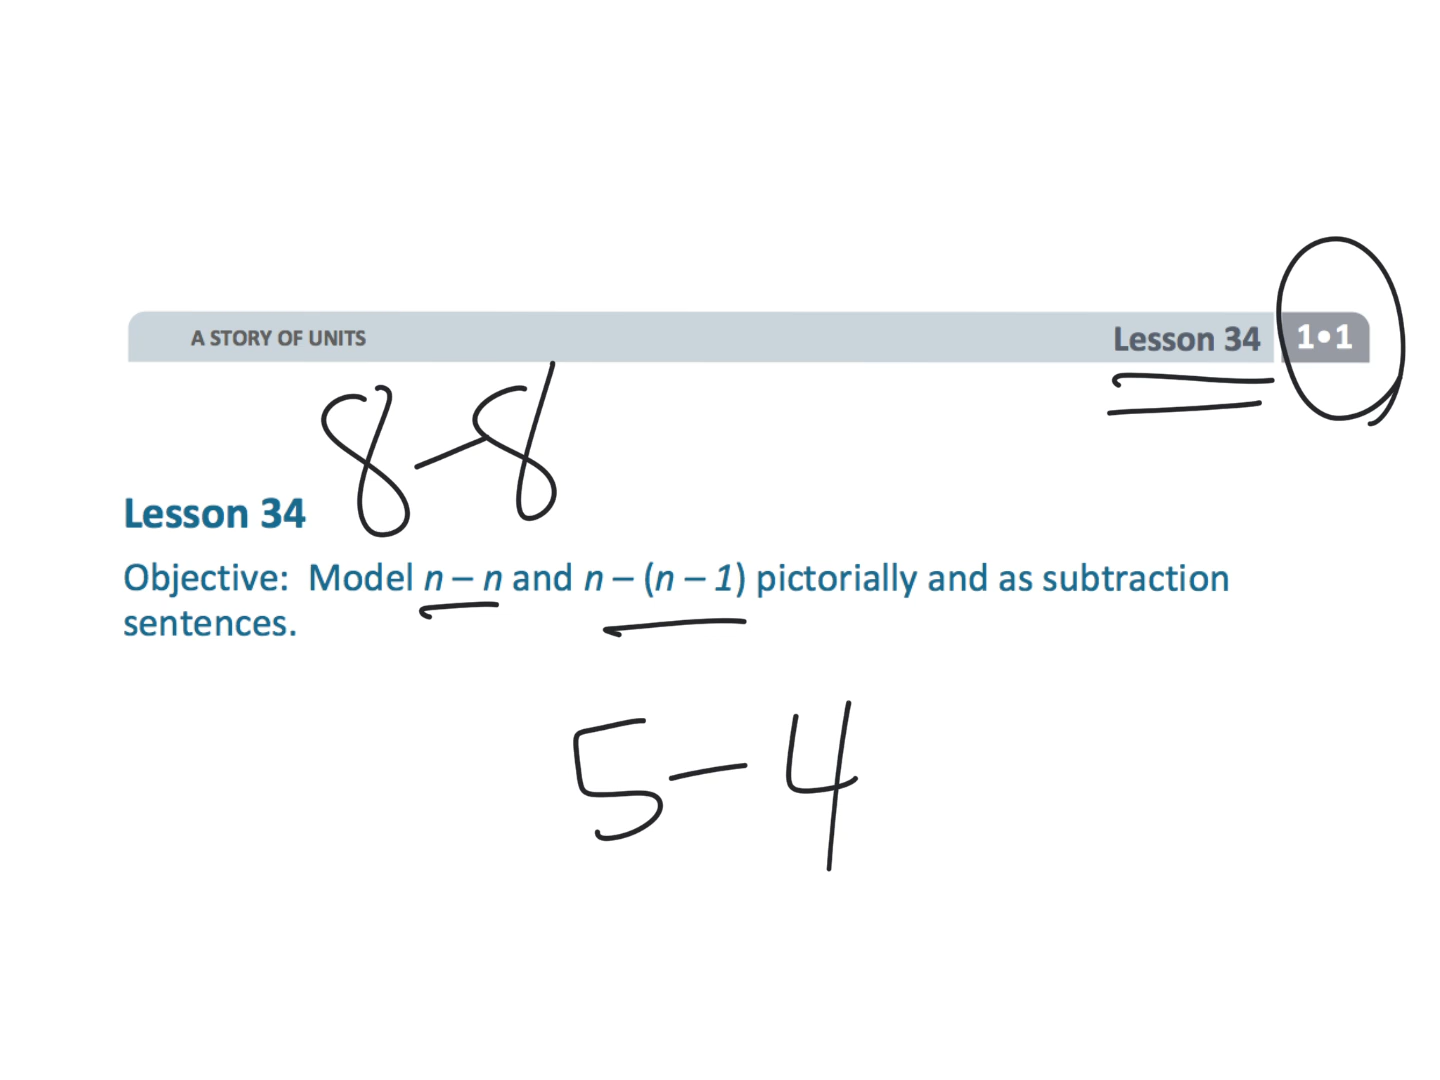 A STORY OF UNITS Lesson 34 1•1
8-8
Lesson 34
Objective: Model n – n and n – (n – 1) pictorially and as subtraction
sentences.
5-4